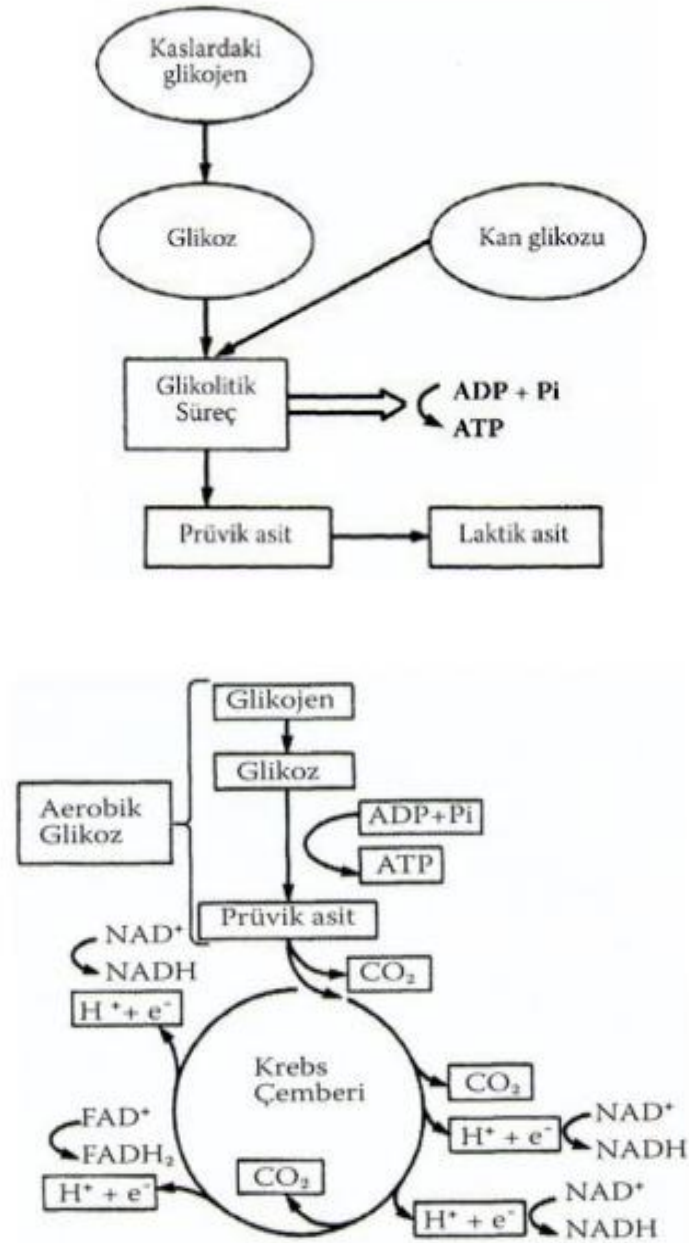 Kaslardaki
glikojen
Glikoz
Kan glikozu
Glikolitik
Süreç
ADP + Pi
ATP
Prüvik asit
Laktik asit
Glikojen
Glikoz
Aerobik
Glikoz
ADP+Pi
ATP
Prüvik asit
NAD⁺
NADH
H⁺ + e⁻
CO₂
Krebs
Çemberi
CO₂
H⁺ + e⁻
NAD⁺
NADH
FAD⁺
FADH₂
H⁺ + e⁻
CO₂
H⁺ + e⁻
NAD⁺
NADH